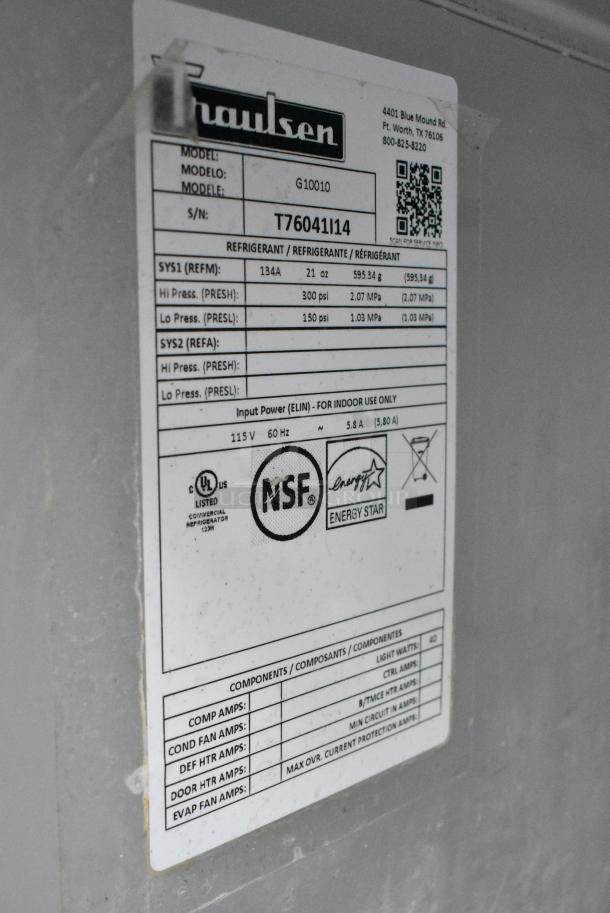 Traulsen
4401 Blue Mound Rd.
Ft. Worth, TX 76106
800-825-8220
MODEL:
MODELO: G10010
MODELE:
S/N: T76041I14
SCAN FOR SERVICE INFO
REFRIGERANT / REFRIGERANTE / RÉFRIGÉRANT
SYS1 (REFM): 134A 21 oz 595.34 g (595,34 g)
Hi Press. (PRESH): 300 psi 2.07 MPa (2,07 MPa)
Lo Press. (PRESL): 150 psi 1.03 MPa (1,03 MPa)
SYS2 (REFA):
Hi Press. (PRESH):
Lo Press. (PRESL):
Input Power (ELIN) - FOR INDOOR USE ONLY
115 V 60 Hz ~ 5.8 A (5,80 A)
C UL US
LISTED
COMMERCIAL
REFRIGERATOR
123H
NSF®
energy
ENERGY STAR
GROUP
COMPONENTS / COMPOSANTS / COMPONENTES
COMP AMPS: LIGHT WATTS: 40
COND FAN AMPS: CTRL AMPS:
DEF HTR AMPS: B/TMCE HTR AMPS:
DOOR HTR AMPS: MIN CIRCUIT IN AMPS:
EVAP FAN AMPS: MAX OVR. CURRENT PROTECTION AMPS: